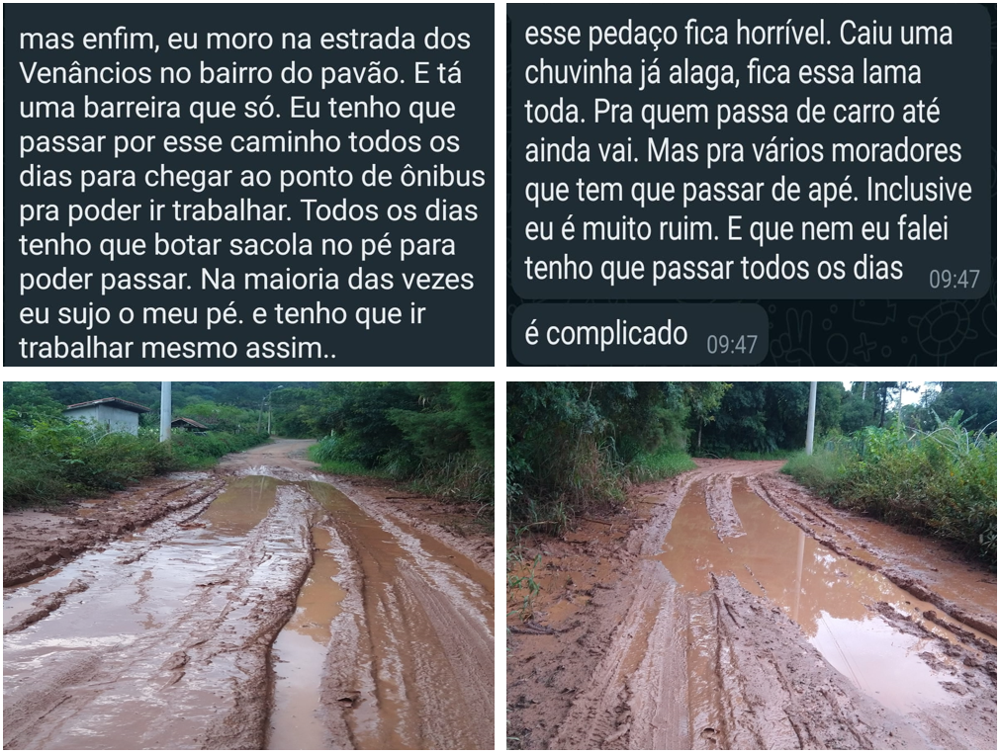 mas enfim, eu moro na estrada dos
Venâncios no bairro do pavão. E tá
uma barreira que só. Eu tenho que
passar por esse caminho todos os
dias para chegar ao ponto de ônibus
pra poder ir trabalhar. Todos os dias
tenho que botar sacola no pé para
poder passar. Na maioria das vezes
eu sujo o meu pé. e tenho que ir
trabalhar mesmo assim..
esse pedaço fica horrível. Caiu uma
chuvinha já alaga, fica essa lama
toda. Pra quem passa de carro até
ainda vai. Mas pra vários moradores
que tem que passar de apé. Inclusive
eu é muito ruim. E que nem eu falei
tenho que passar todos os dias 09:47
é complicado 09:47